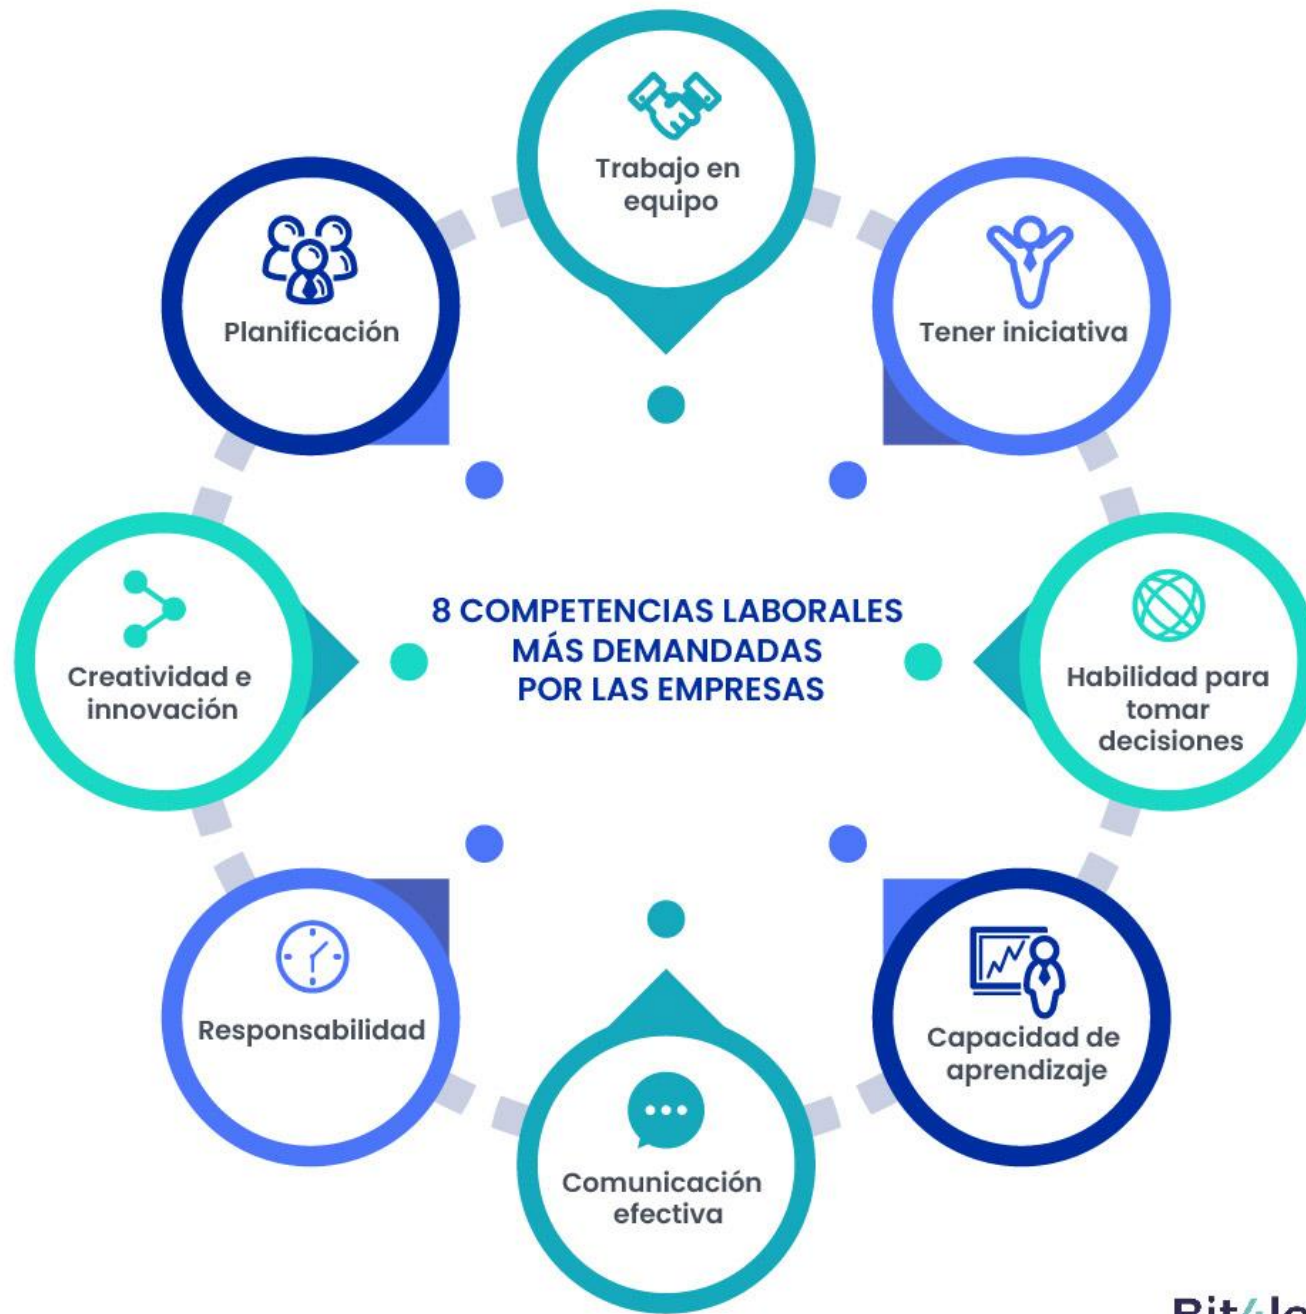 Trabajo en
equipo
Tener iniciativa
Habilidad para
tomar
decisiones
Capacidad de
aprendizaje
Comunicación
efectiva
Responsabilidad
Creatividad e
innovación
Planificación
8 COMPETENCIAS LABORALES
MÁS DEMANDADAS
POR LAS EMPRESAS